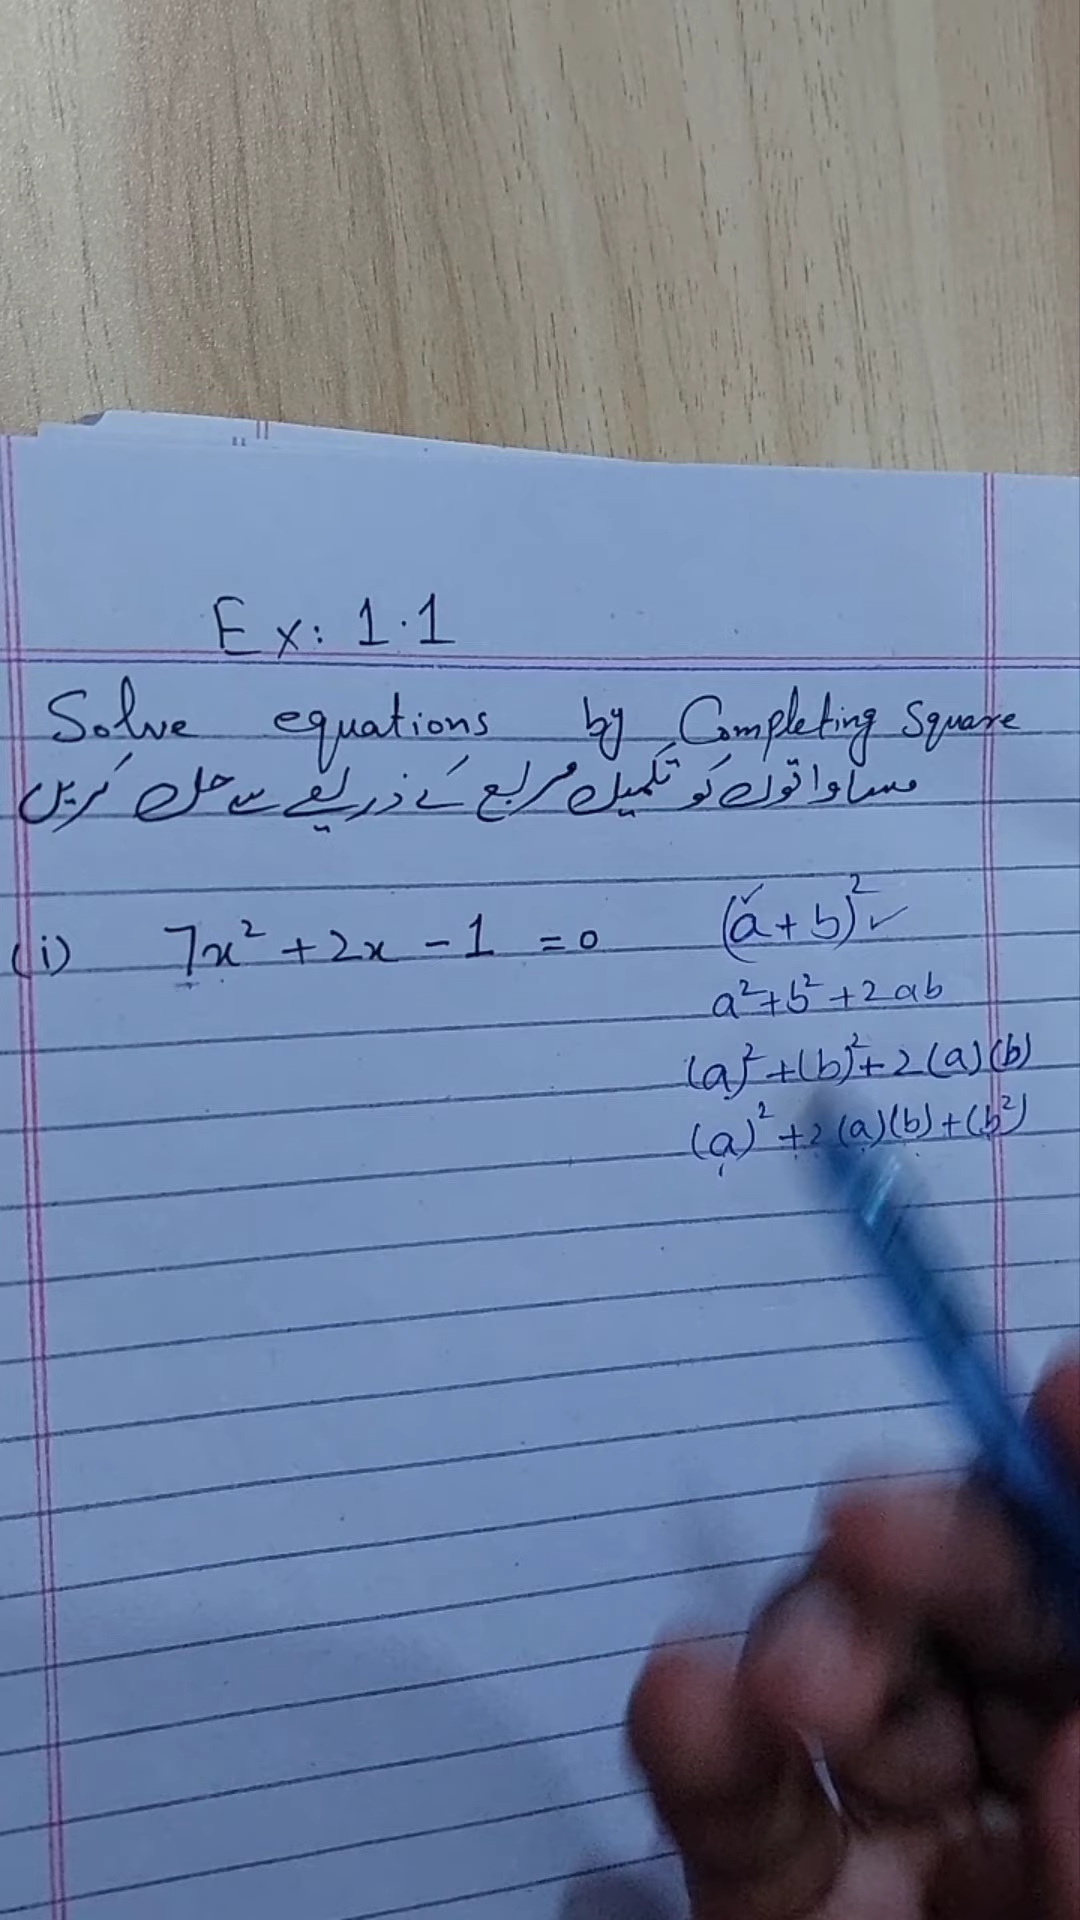 Ex: 1.1
Solve equations by Completing Square
مساواتوں کو تکمیل مربع کے ذریعے سے حل کریں
(i) 7x² + 2x - 1 = 0
(a + b)²
a² + b² + 2ab
(a)² + (b)² + 2(a)(b)
(a)² + 2(a)(b) + (b²)